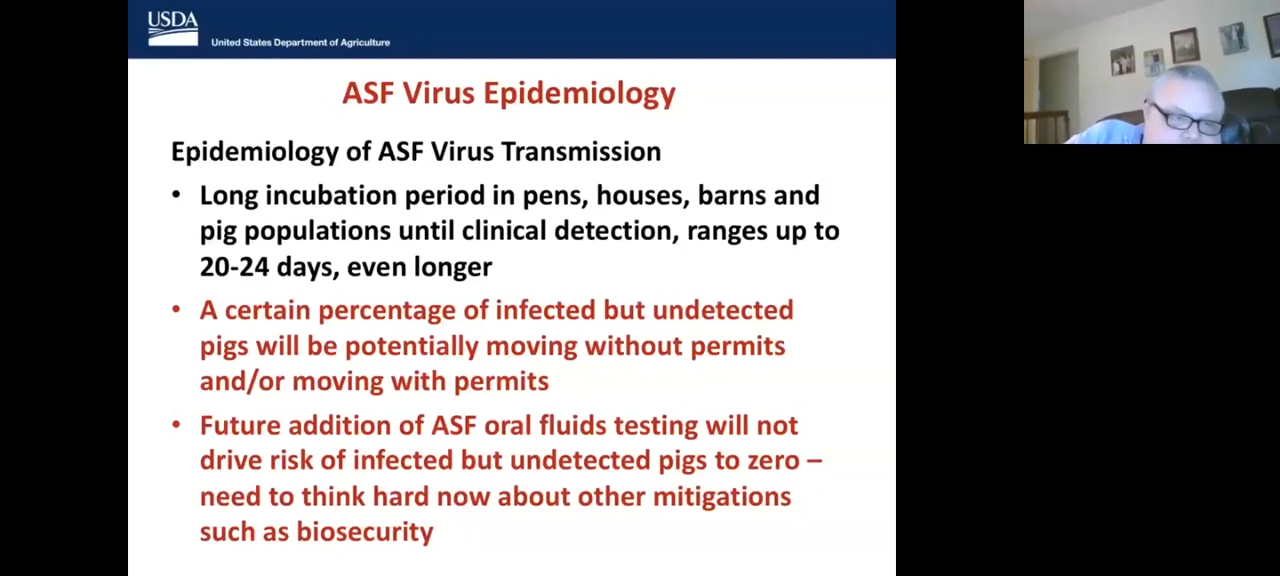 USDA
United States Department of Agriculture
ASF Virus Epidemiology
Epidemiology of ASF Virus Transmission
• Long incubation period in pens, houses, barns and
pig populations until clinical detection, ranges up to
20-24 days, even longer
• A certain percentage of infected but undetected
pigs will be potentially moving without permits
and/or moving with permits
• Future addition of ASF oral fluids testing will not
drive risk of infected but undetected pigs to zero –
need to think hard now about other mitigations
such as biosecurity